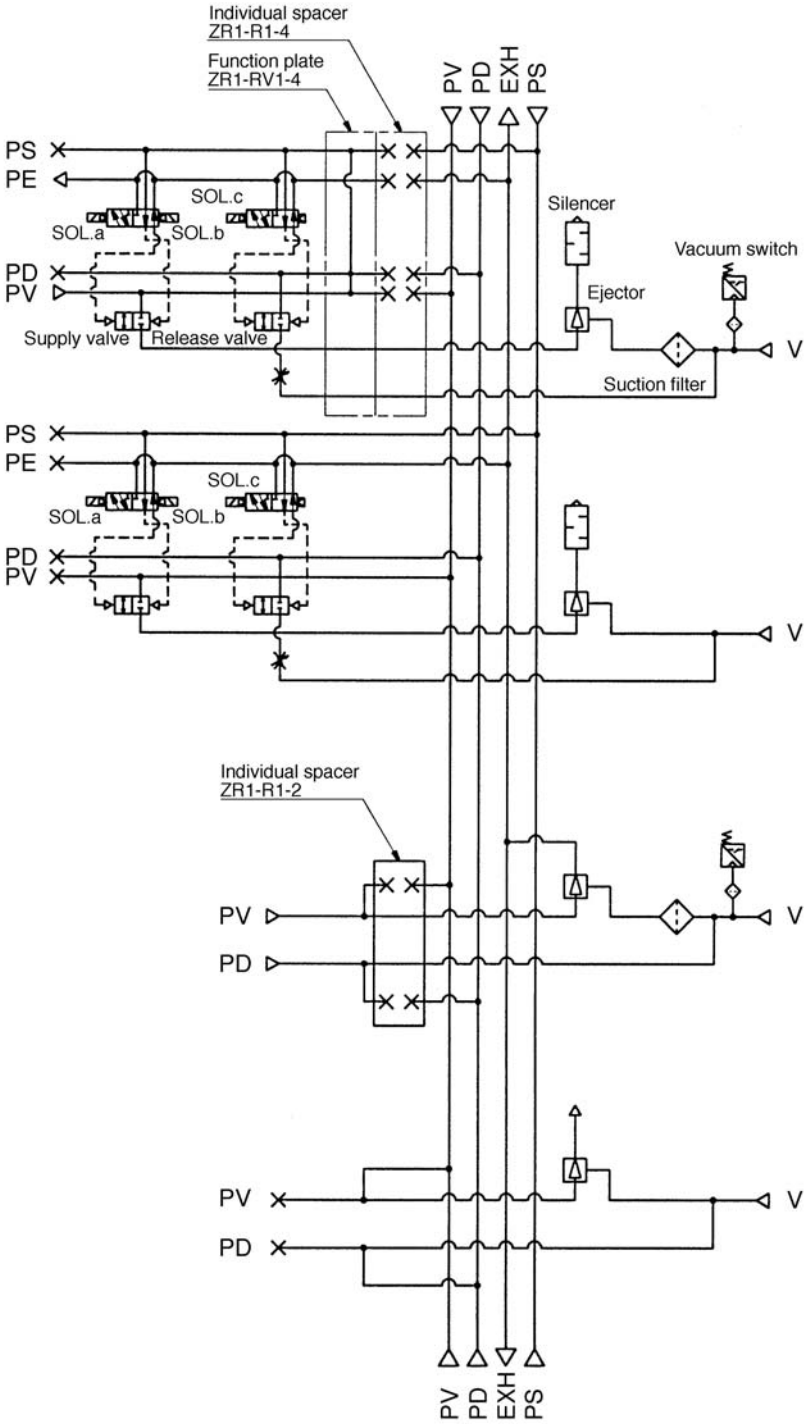 Individual spacer
ZR1-R1-4
Function plate
ZR1-RV1-4
PV
PD
EXH
PS
PS
PE
SOL.c
SOL.a
SOL.b
Silencer
Vacuum switch
PD
PV
Ejector
Supply valve
Release valve
V
Suction filter
PS
PE
SOL.c
SOL.a
SOL.b
PD
PV
V
Individual spacer
ZR1-R1-2
PV
V
PD
PV
V
PD
PV
PD
EXH
PS